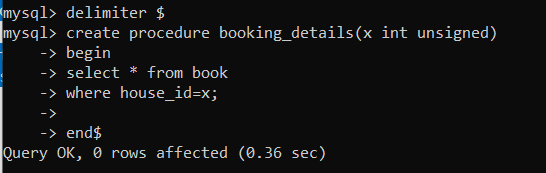 mysql> delimiter $
mysql> create procedure booking_details(x int unsigned)
-> begin
-> select * from book
-> where house_id=x;
->
-> end$
Query OK, 0 rows affected (0.36 sec)